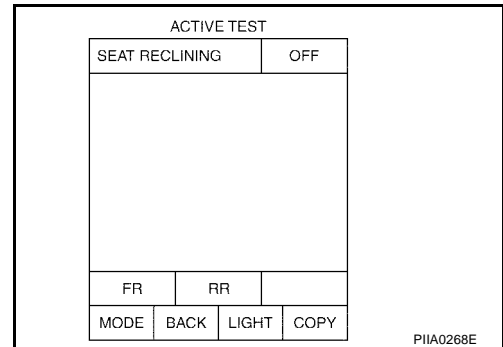 ACTIVE TEST
SEAT RECLINING OFF
FR RR
MODE BACK LIGHT COPY
PIIA0268E